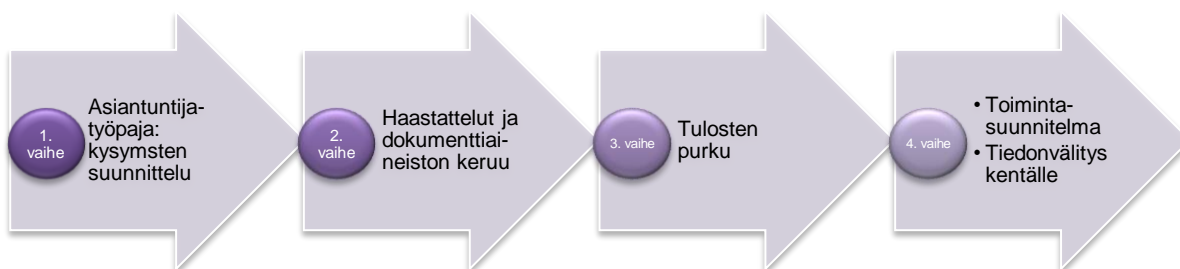 1.
vaihe
Asiantuntija-
työpaja:
kysymsten
suunnittelu
2.
vaihe
Haastattelut ja
dokumenttiai-
neiston keruu
3. vaihe
Tulosten
purku
4. vaihe
• Toiminta-
suunnitelma
• Tiedonvälitys
kentälle